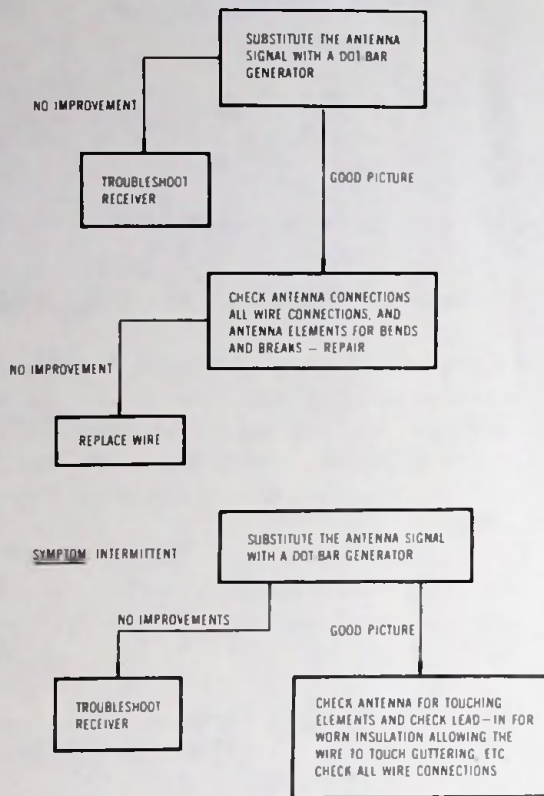 SUBSTITUTE THE ANTENNA
SIGNAL WITH A DOT-BAR
GENERATOR
NO IMPROVEMENT
TROUBLESHOOT
RECEIVER
GOOD PICTURE
CHECK ANTENNA CONNECTIONS
ALL WIRE CONNECTIONS, AND
ANTENNA ELEMENTS FOR BENDS
AND BREAKS – REPAIR
NO IMPROVEMENT
REPLACE WIRE
SYMPTOM INTERMITTENT
SUBSTITUTE THE ANTENNA SIGNAL
WITH A DOT-BAR GENERATOR
NO IMPROVEMENTS
GOOD PICTURE
TROUBLESHOOT
RECEIVER
CHECK ANTENNA FOR TOUCHING
ELEMENTS AND CHECK LEAD-IN FOR
WORN INSULATION ALLOWING THE
WIRE TO TOUCH GUTTERING, ETC
CHECK ALL WIRE CONNECTIONS